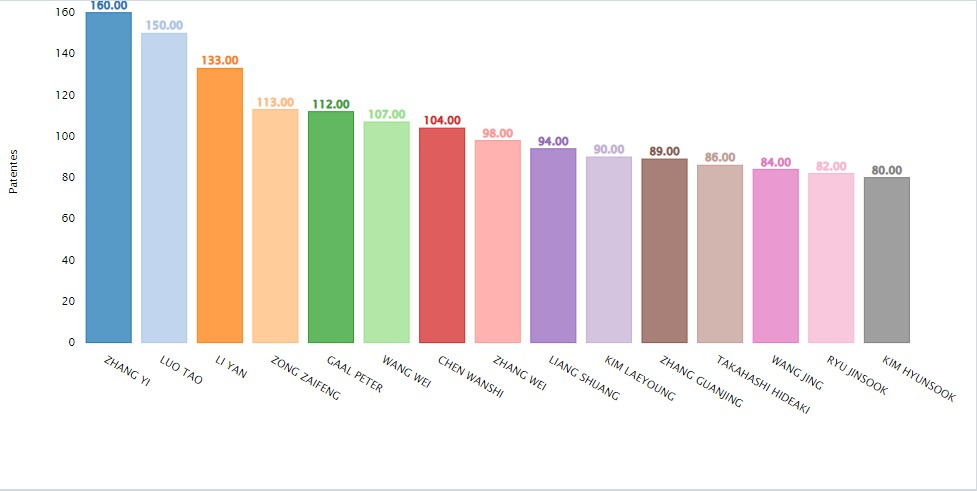 160.00
150.00
133.00
113.00
112.00
107.00
104.00
98.00
94.00
90.00
89.00
86.00
84.00
82.00
80.00
160
140
120
100
80
60
40
20
0
Patentes
ZHANG YI
LUO TAO
LI YAN
ZONG ZAIFENG
GAAL PETER
WANG WEI
CHEN WANSHI
ZHANG WEI
LIANG SHUANG
KIM LAEYOUNG
ZHANG GUANJING
TAKAHASHI HIDEAKI
WANG JING
RYU JINSOOK
KIM HYUNSOOK